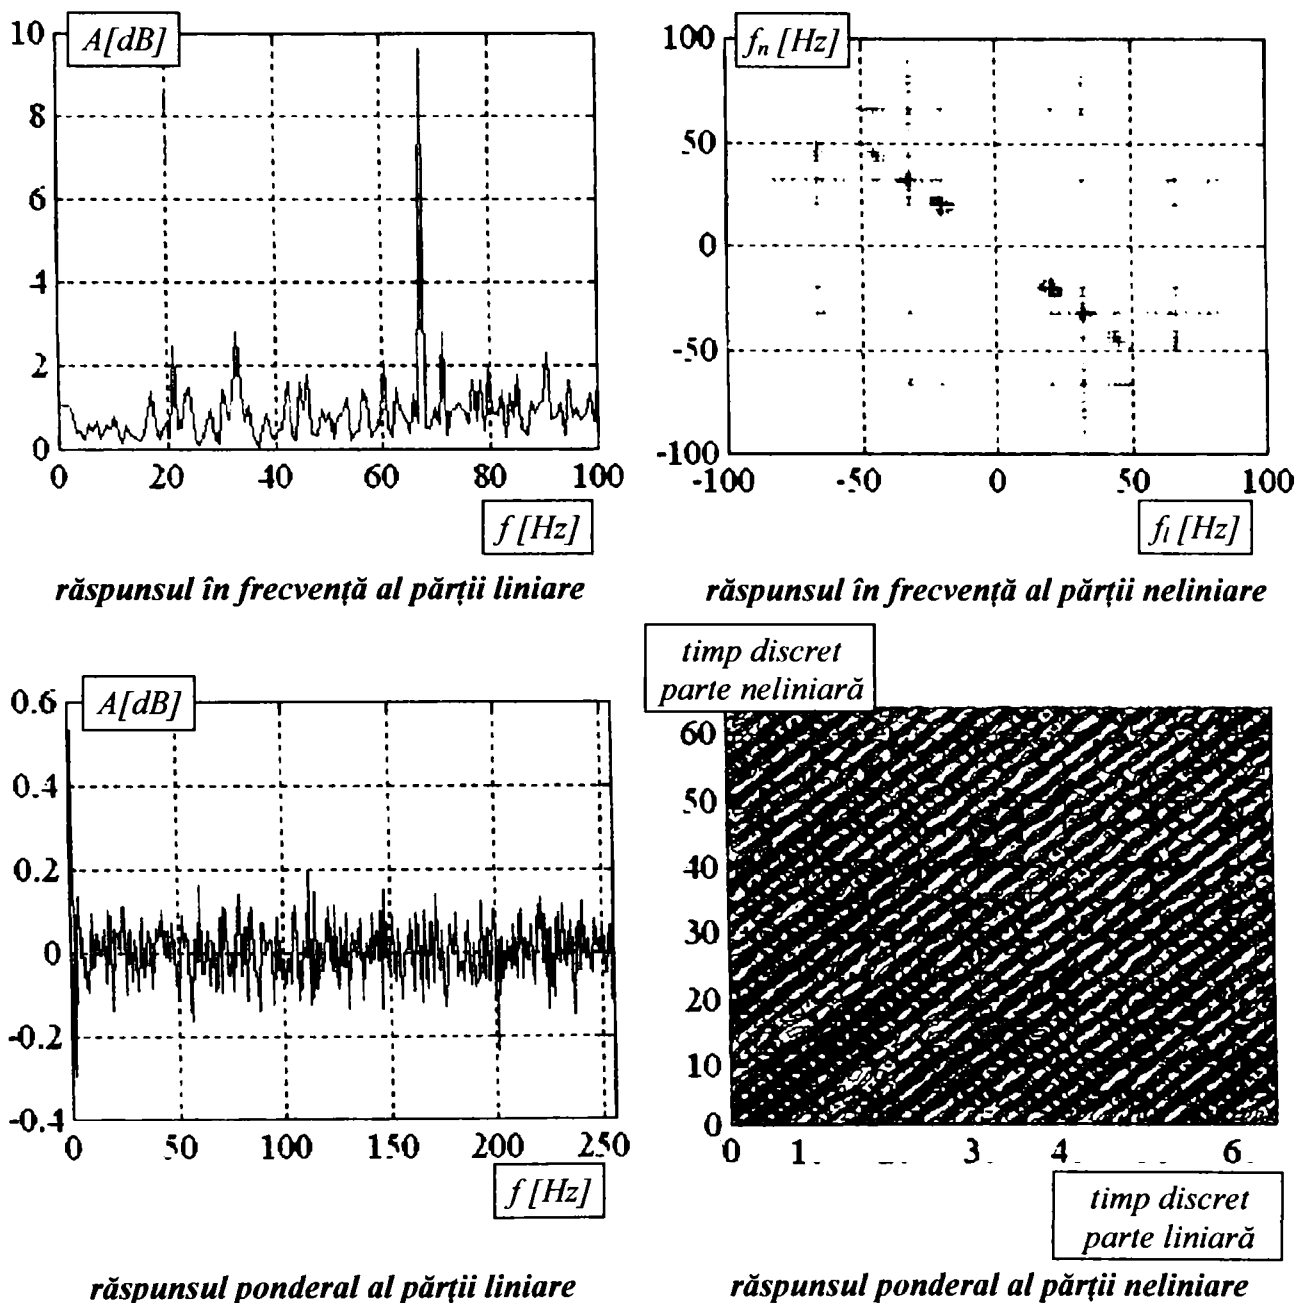 A[dB]
10
8
6
4
2
0
0 20 40 60 80 100
f [Hz]
răspunsul în frecvență al părții liniare
fn [Hz]
100
50
0
-50
-100
-100 -50 0 50 100
fl [Hz]
răspunsul în frecvență al părții neliniare
A[dB]
0.6
0.4
0.2
0
-0.2
-0.4
0 50 100 150 200 250
f [Hz]
răspunsul ponderal al părții liniare
timp discret
parte neliniară
60
50
40
30
20
10
0
0 1 3 4 6
timp discret
parte liniară
răspunsul ponderal al părții neliniare